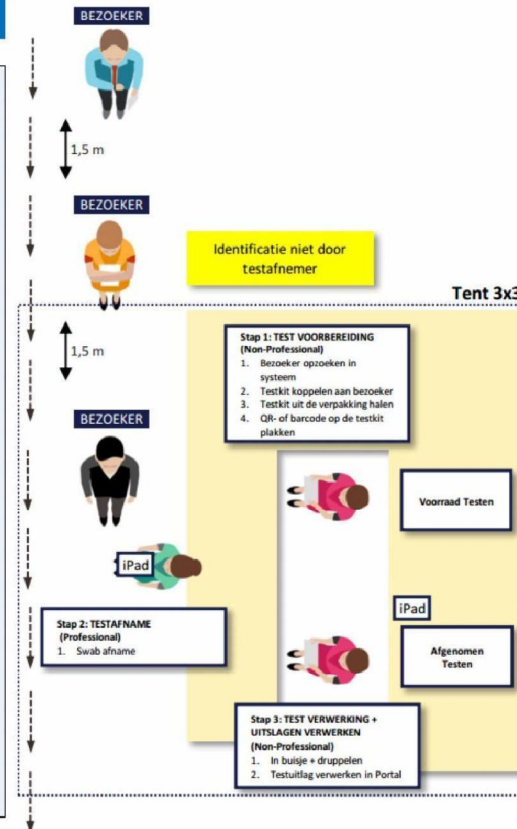 BEZOEKER
1,5 m
BEZOEKER
Identificatie niet door
testafnemer
Tent 3x3
1,5 m
Stap 1: TEST VOORBEREIDING
(Non-Professional)
1. Bezoeker opzoeken in
systeem
2. Testkit koppelen aan bezoeker
3. Testkit uit de verpakking halen
4. QR- of barcode op de testkit
plakken
BEZOEKER
Voorraad Testen
iPad
iPad
Stap 2: TESTAFNAME
(Professional)
1. Swab afname
Afgenomen
Testen
Stap 3: TEST VERWERKING +
UITSLAGEN VERWERKEN
(Non-Professional)
1. In buisje + druppelen
2. Testuitlag verwerken in Portal